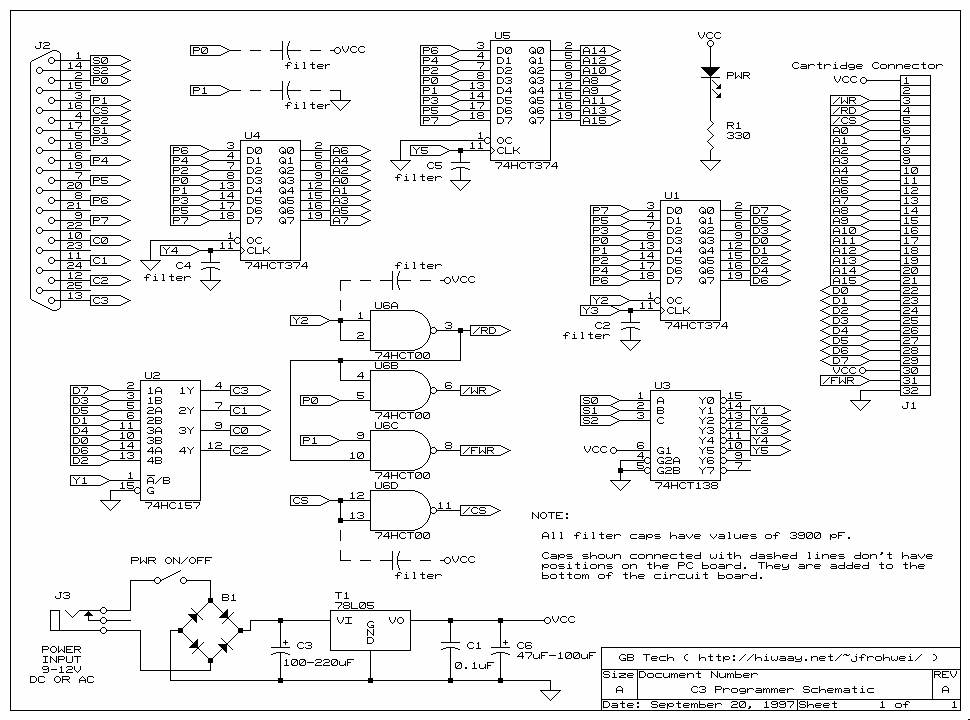 J2
1 S0
14 S2
2 P0
15
3 P1
16 CS
4 P2
17 S1
5 P3
18
6 P4
19
7 P5
20
8 P6
21
9 P7
22
10 C0
23
11 C1
24
12 C2
25
13 C3
P0 VCC
filter
P1
filter
U5
P6 3 D0 Q0 2 A14
P4 4 D1 Q1 5 A12
P2 7 D2 Q2 6 A10
P0 8 D3 Q3 9 A8
P1 13 D4 Q4 12 A9
P3 14 D5 Q5 15 A11
P5 17 D6 Q6 16 A13
P7 18 D7 Q7 19 A15
1 OC
Y5 11 CLK
C5
filter
74HCT374
U4
P6 3 D0 Q0 2 A6
P4 4 D1 Q1 5 A4
P2 7 D2 Q2 6 A2
P0 8 D3 Q3 9 A0
P1 13 D4 Q4 12 A1
P3 14 D5 Q5 15 A3
P5 17 D6 Q6 16 A5
P7 18 D7 Q7 19 A7
1 OC
Y4 11 CLK
C4
filter
74HCT374
VCC
PWR
R1
330
Cartridge Connector
VCC 1
2
/WR 3
/RD 4
/CS 5
A0 6
A1 7
A2 8
A3 9
A4 10
A5 11
A6 12
A7 13
A8 14
A9 15
A10 16
A11 17
A12 18
A13 19
A14 20
A15 21
D0 22
D1 23
D2 24
D3 25
D4 26
D5 27
D6 28
D7 29
VCC 30
/FWR 31
32
J1
U1
P7 3 D0 Q0 2 D7
P5 4 D1 Q1 5 D5
P3 7 D2 Q2 6 D3
P0 8 D3 Q3 9 D0
P1 13 D4 Q4 12 D1
P2 14 D5 Q5 15 D2
P4 17 D6 Q6 16 D4
P6 18 D7 Q7 19 D6
Y2 1 OC
Y3 11 CLK
C2
filter
74HCT374
filter
VCC
U6A
Y2 1
2
3 /RD
74HCT00
U6B
4
P0 5
6 /WR
74HCT00
U6C
P1 9
10
8 /FWR
74HCT00
U6D
CS 12
13
11 /CS
74HCT00
VCC
filter
U2
D7 2 1A 1Y 4 C3
D3 3 1B
D5 5 2A 2Y 7 C1
D1 6 2B
D4 11 3A 3Y 9 C0
D0 10 3B
D6 14 4A 4Y 12 C2
D2 13 4B
Y1 1 A/B
15 G
74HC157
U3
S0 1 A Y0 15
S1 2 B Y1 14 Y1
S2 3 C Y2 13 Y2
Y3 12 Y3
Y4 11 Y4
VCC 6 G1 Y5 10 Y5
4 G2A Y6 9
5 G2B Y7 7
74HCT138
NOTE:
All filter caps have values of 3900 pF.
Caps shown connected with dashed lines don't have
positions on the PC board. They are added to the
bottom of the circuit board.
PWR ON/OFF
J3
B1
T1
78L05
VI VO
GND
VCC
+ C3
100-220uF
C1
0.1uF
+ C6
47uF-100uF
POWER
INPUT
9-12V
DC OR AC
GB Tech ( http://hiwaay.net/~jfrohwei/ )
Size Document Number REV
A C3 Programmer Schematic A
Date: September 20, 1997 Sheet 1 of 1